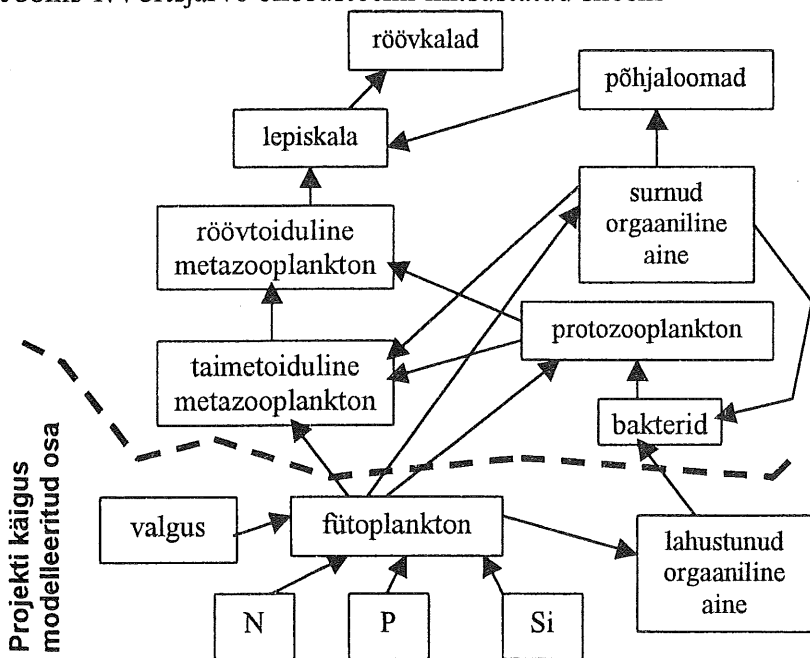 röövkalad
põhjaloomad
lepiskala
surnud
orgaaniline
aine
röövtoiduline
metazooplankton
protozooplankton
taimetoiduline
metazooplankton
bakterid
Projekti käigus
modelleeritud osa
valgus
fütoplankton
lahustunud
orgaaniline
aine
N
P
Si